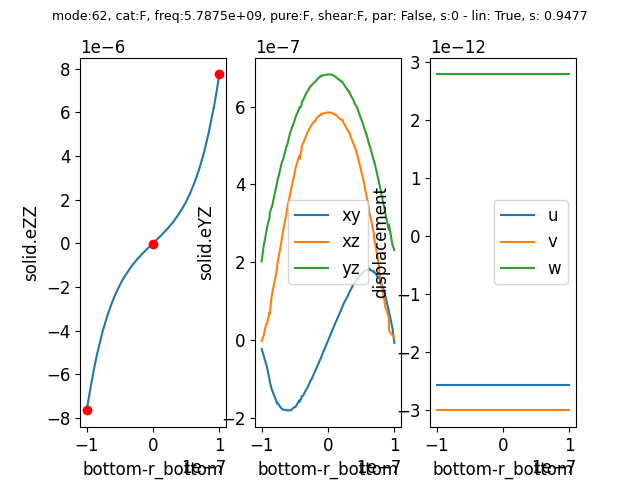 mode:62, cat:F, freq:5.7875e+09, pure:F, shear:F, par: False, s:0 - lin: True, s: 0.9477
1e−6
1e−7
1e−12
8
6
4
2
0
−2
−4
−6
−8
solid.eZZ
−1
0
1
1e−7
bottom-r_bottom
6
4
2
0
−2
solid.eYZ
xy
xz
yz
−1
0
1
1e−7
bottom-r_bottom
3
2
1
0
−1
−2
−3
displacement
u
v
w
−1
0
1
1e−7
bottom-r_bottom